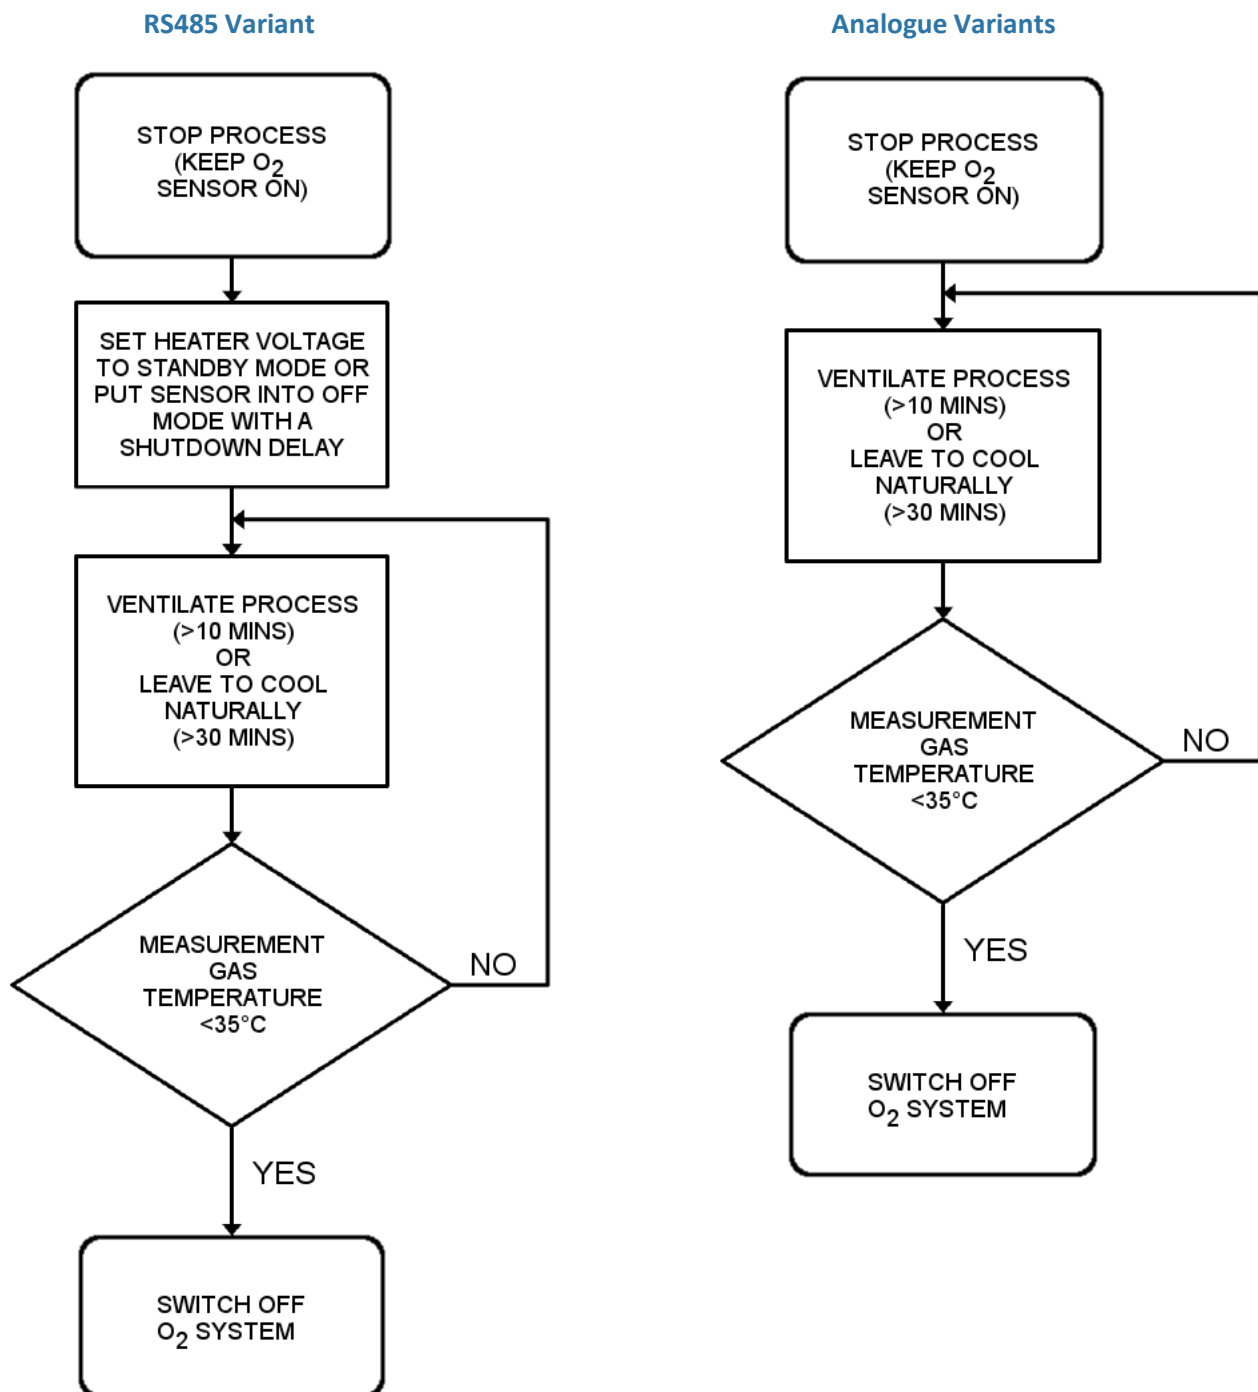 RS485 Variant
STOP PROCESS
(KEEP O2
SENSOR ON)
SET HEATER VOLTAGE
TO STANDBY MODE OR
PUT SENSOR INTO OFF
MODE WITH A
SHUTDOWN DELAY
VENTILATE PROCESS
(>10 MINS)
OR
LEAVE TO COOL
NATURALLY
(>30 MINS)
MEASUREMENT
GAS
TEMPERATURE
<35°C
NO
YES
SWITCH OFF
O2 SYSTEM
Analogue Variants
STOP PROCESS
(KEEP O2
SENSOR ON)
VENTILATE PROCESS
(>10 MINS)
OR
LEAVE TO COOL
NATURALLY
(>30 MINS)
MEASUREMENT
GAS
TEMPERATURE
<35°C
NO
YES
SWITCH OFF
O2 SYSTEM